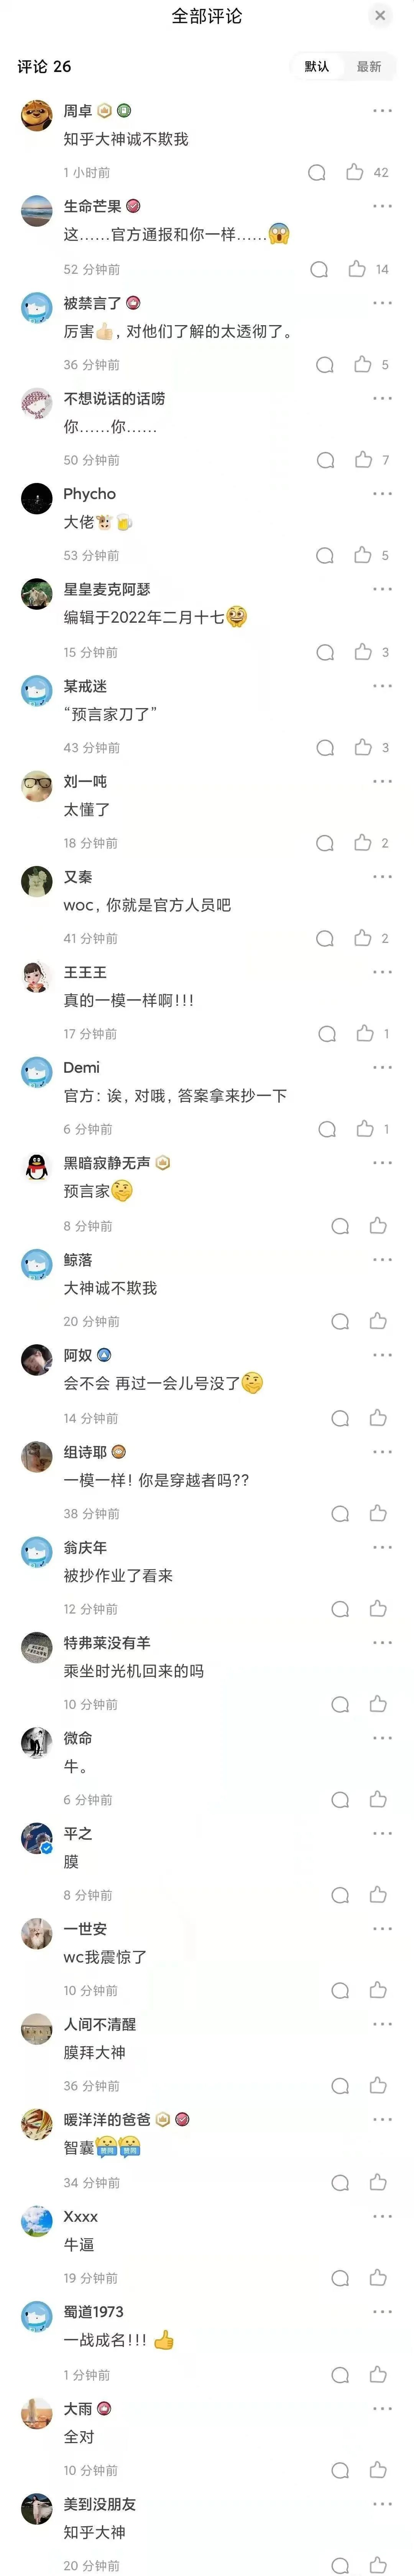 全部评论
评论 26
默认
最新
周卓
知乎大神诚不欺我
1 小时前
42
生命芒果
这……官方通报和你一样……
52 分钟前
14
被禁言了
厉害，对他们了解的太透彻了。
36 分钟前
5
不想说话的话唠
你……你……
50 分钟前
7
Phycho
大佬
53 分钟前
5
星皇麦克阿瑟
编辑于2022年二月十七
15 分钟前
3
某戒迷
“预言家刀了”
43 分钟前
3
刘一吨
太懂了
18 分钟前
2
又秦
woc, 你就是官方人员吧
41 分钟前
2
王王王
真的一模一样啊!!!
17 分钟前
1
Demi
官方: 诶, 对哦, 答案拿来抄一下
6 分钟前
1
黑暗寂静无声
预言家
8 分钟前
鲸落
大神诚不欺我
20 分钟前
阿奴
会不会 再过一会儿号没了
14 分钟前
组诗耶
一模一样! 你是穿越者吗??
38 分钟前
翁庆年
被抄作业了看来
12 分钟前
特弗莱没有羊
乘坐时光机回来的吗
10 分钟前
微命
牛。
6 分钟前
平之
膜
8 分钟前
一世安
wc我震惊了
10 分钟前
人间不清醒
膜拜大神
36 分钟前
暖洋洋的爸爸
智囊
34 分钟前
Xxxx
牛逼
19 分钟前
蜀道1973
一战成名!!!
1 分钟前
大雨
全对
10 分钟前
美到没朋友
知乎大神
20 分钟前